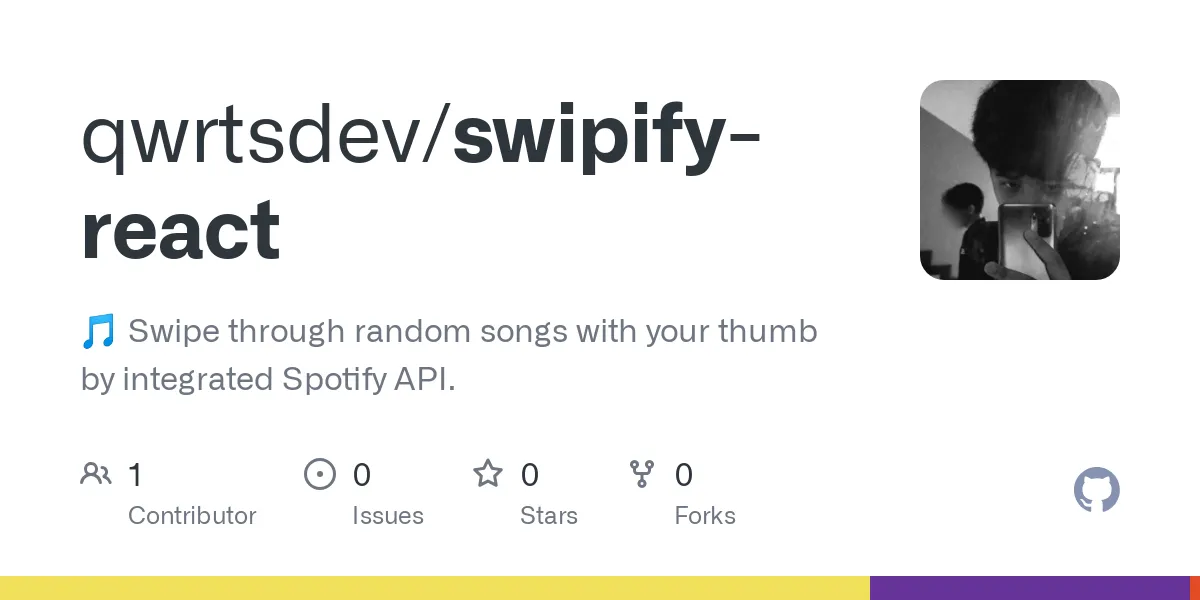 qwrtsdev/swipify-
react
🎵 Swipe through random songs with your thumb
by integrated Spotify API.
1 0 0 0
Contributor Issues Stars Forks